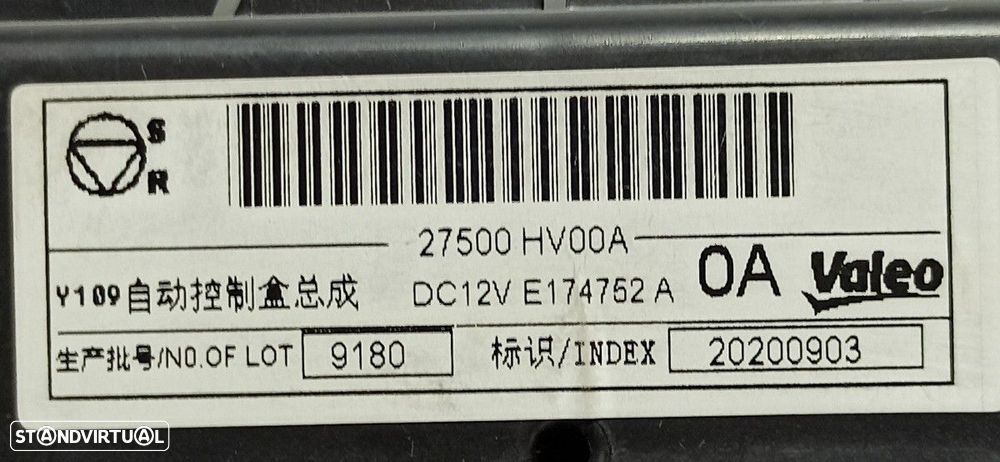 S
R
27500 HV00A
Y109 自动控制盒总成 DC12V E174752 A 0A Valeo
生产批号/NO.OF LOT 9180 标识/INDEX 20200903
STANDVIRTUAL